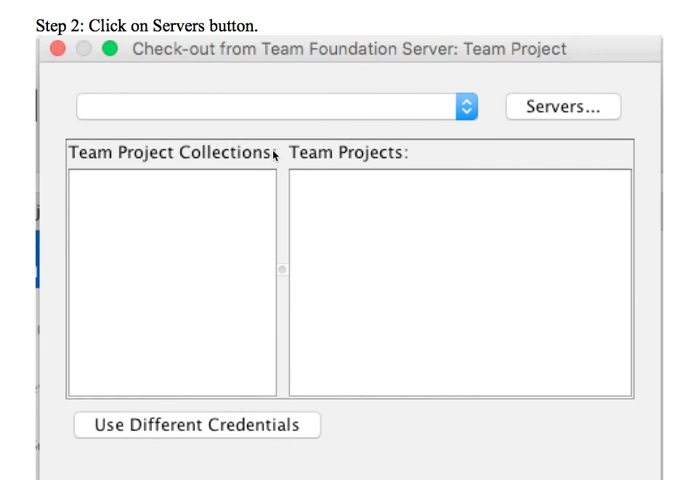 Step 2: Click on Servers button.
Check-out from Team Foundation Server: Team Project
Servers...
Team Project Collections: Team Projects:
Use Different Credentials